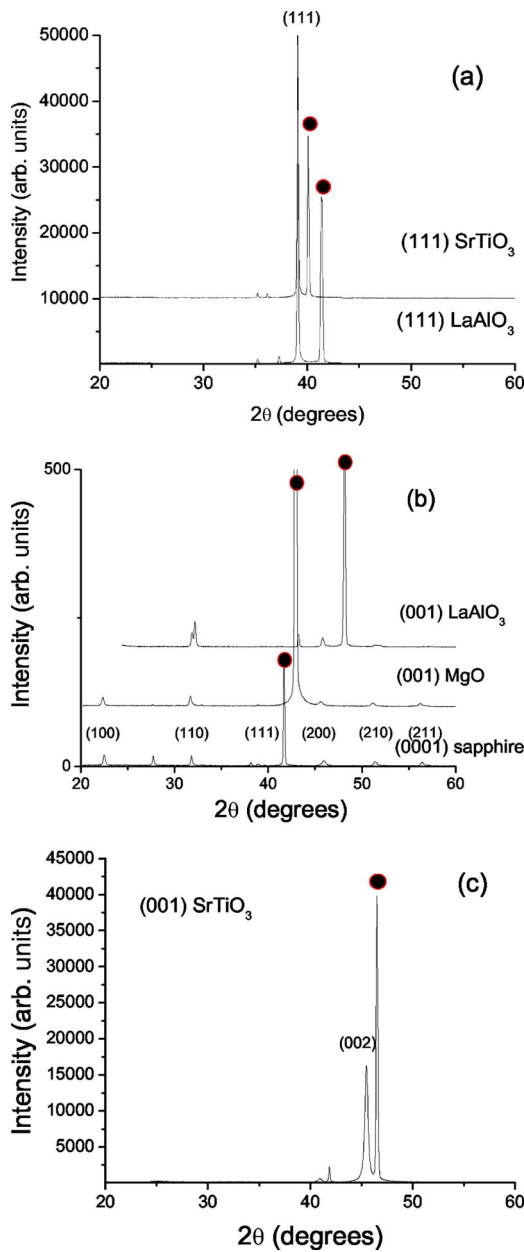 (111)
50000
(a)
40000
30000
(111) SrTiO3
20000
10000
(111) LaAlO3
0
20 30 40 50 60
2θ (degrees)
Intensity (arb. units)
500
(b)
(001) LaAlO3
(001) MgO
(100) (110) (111) (200) (210) (211)
(0001) sapphire
0
20 30 40 50 60
2θ (degrees)
Intensity (arb. units)
45000
(c)
40000
(001) SrTiO3
35000
30000
25000
(002)
20000
15000
10000
5000
20 30 40 50 60
2θ (degrees)
Intensity (arb. units)